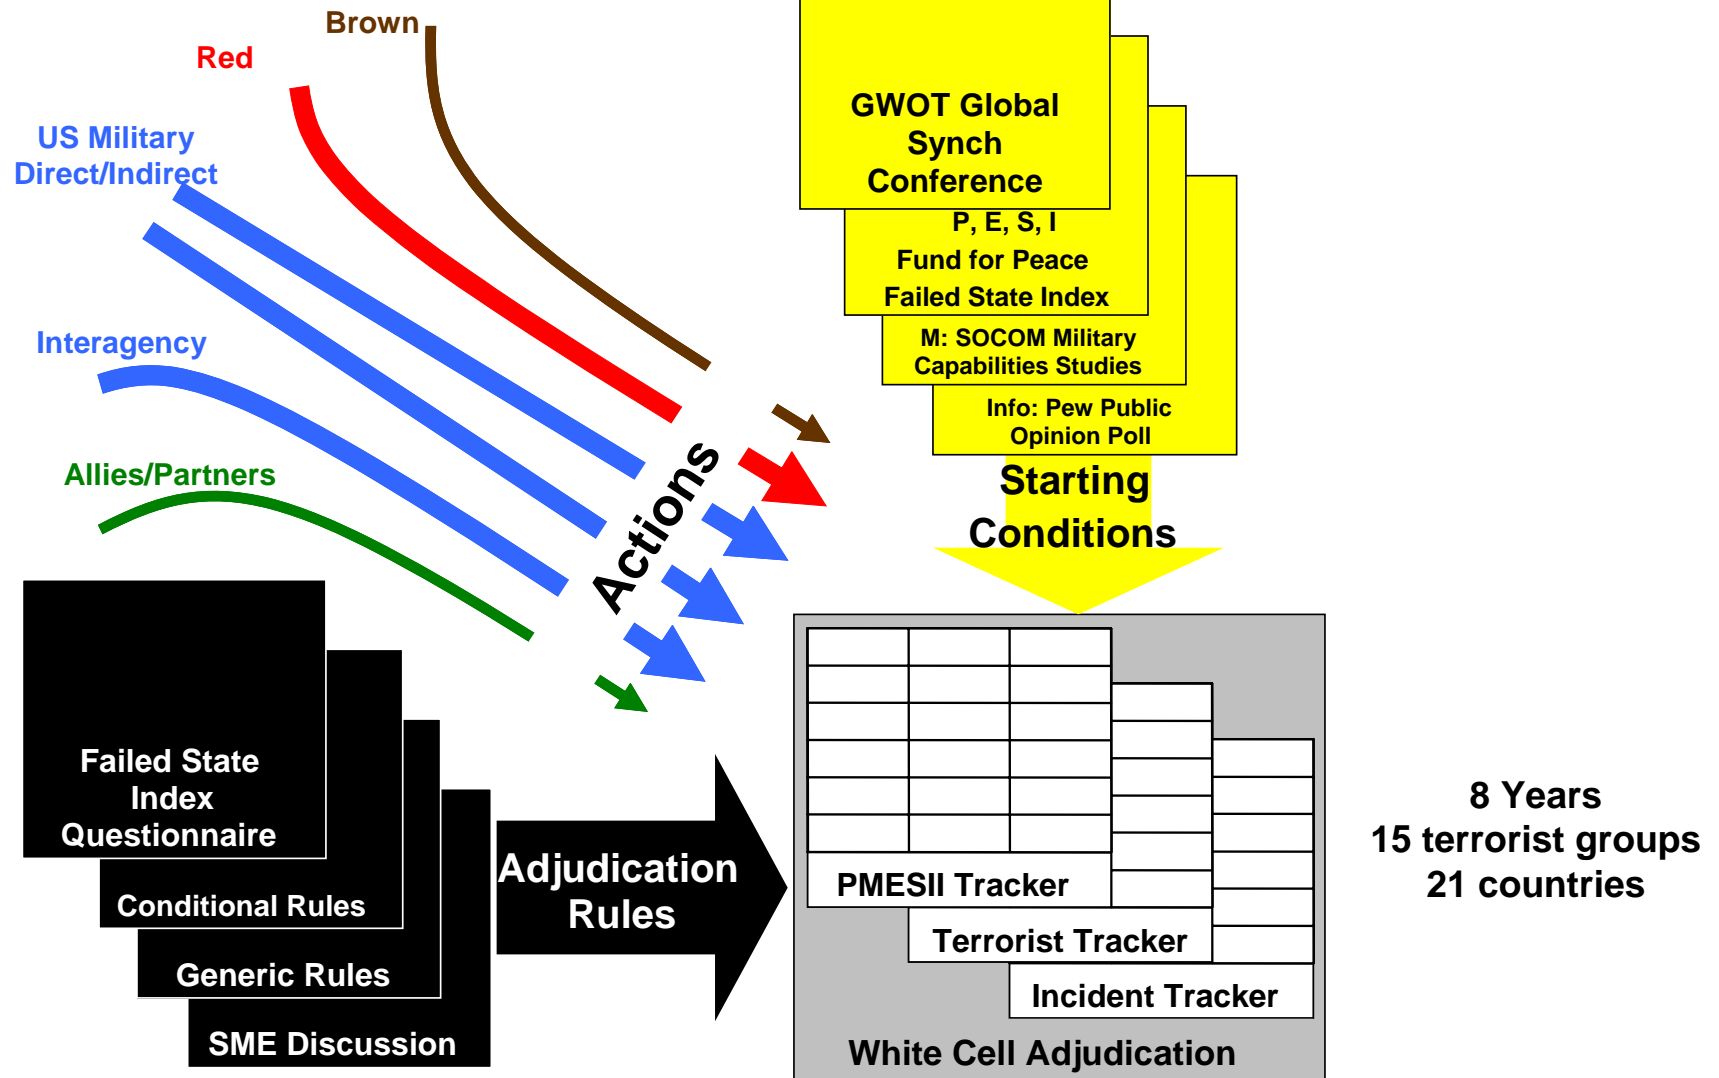 Brown
Red
US Military
Direct/Indirect
Interagency
Allies/Partners
Actions
GWOT Global
Synch
Conference
P, E, S, I
Fund for Peace
Failed State Index
M: SOCOM Military
Capabilities Studies
Info: Pew Public
Opinion Poll
Starting
Conditions
Failed State
Index
Questionnaire
Conditional Rules
Generic Rules
SME Discussion
Adjudication
Rules
PMESII Tracker
Terrorist Tracker
Incident Tracker
White Cell Adjudication
8 Years
15 terrorist groups
21 countries